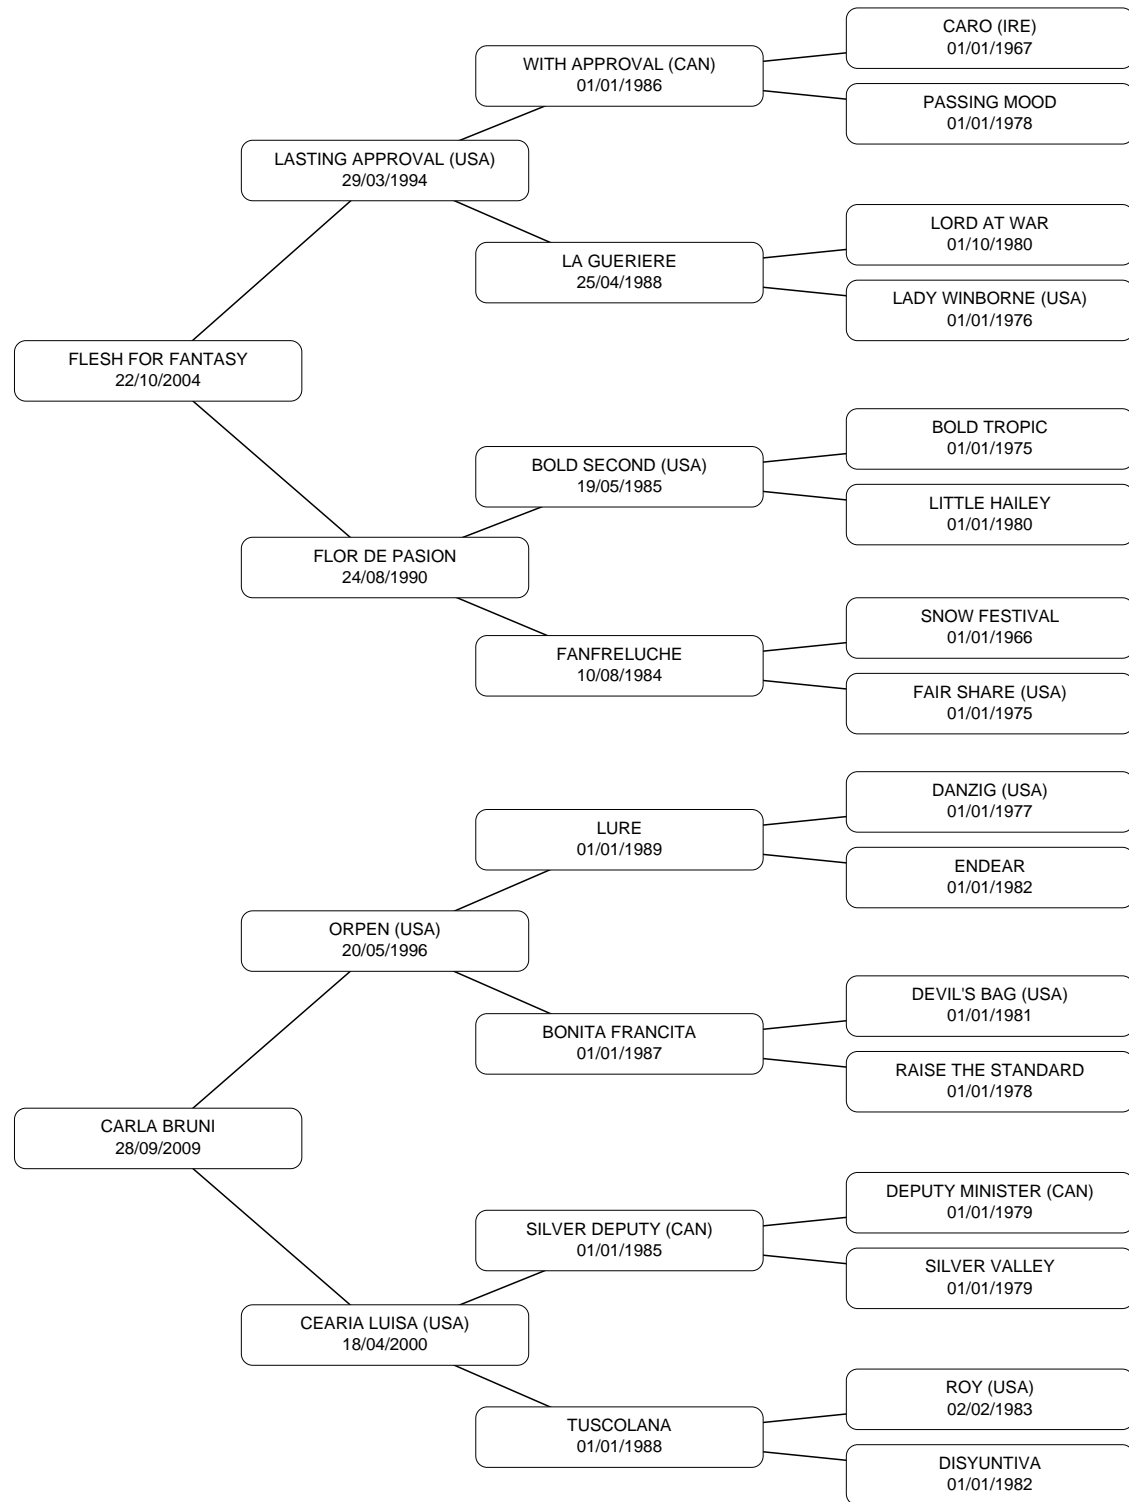 CARO (IRE)
01/01/1967
WITH APPROVAL (CAN)
01/01/1986
PASSING MOOD
01/01/1978
LASTING APPROVAL (USA)
29/03/1994
LORD AT WAR
01/10/1980
LA GUERIERE
25/04/1988
LADY WINBORNE (USA)
01/01/1976
FLESH FOR FANTASY
22/10/2004
BOLD TROPIC
01/01/1975
BOLD SECOND (USA)
19/05/1985
LITTLE HAILEY
01/01/1980
FLOR DE PASION
24/08/1990
SNOW FESTIVAL
01/01/1966
FANFRELUCHE
10/08/1984
FAIR SHARE (USA)
01/01/1975
DANZIG (USA)
01/01/1977
LURE
01/01/1989
ENDEAR
01/01/1982
ORPEN (USA)
20/05/1996
DEVIL'S BAG (USA)
01/01/1981
BONITA FRANCITA
01/01/1987
RAISE THE STANDARD
01/01/1978
CARLA BRUNI
28/09/2009
DEPUTY MINISTER (CAN)
01/01/1979
SILVER DEPUTY (CAN)
01/01/1985
SILVER VALLEY
01/01/1979
CEARIA LUISA (USA)
18/04/2000
ROY (USA)
02/02/1983
TUSCOLANA
01/01/1988
DISYUNTIVA
01/01/1982